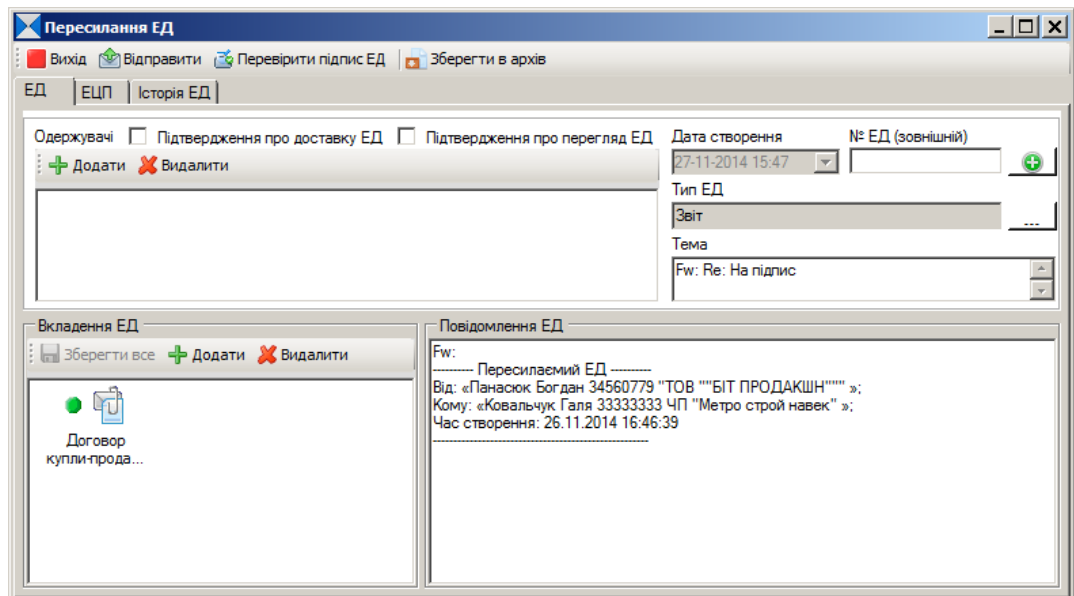 Пересилання ЕД
Вихід Відправити Перевірити підпис ЕД Зберегти в архів
ЕД ЕЦП Історія ЕД
Одержувачі Підтвердження про доставку ЕД Підтвердження про перегляд ЕД
Додати Видалити
Дата створення № ЕД (зовнішній)
27-11-2014 15:47
Тип ЕД
Звіт
...
Тема
Fw: Re: На підпис
Вкладення ЕД
Зберегти все Додати Видалити
Договор
купли-прода...
Повідомлення ЕД
Fw:
---------- Пересилаємий ЕД ----------
Від: «Панасюк Богдан 34560779 "ТОВ ""БІТ ПРОДАКШН""" »;
Кому: «Ковальчук Галя 33333333 ЧП "Метро строй навек" »;
Час створення: 26.11.2014 16:46:39
------------------------------------------------------